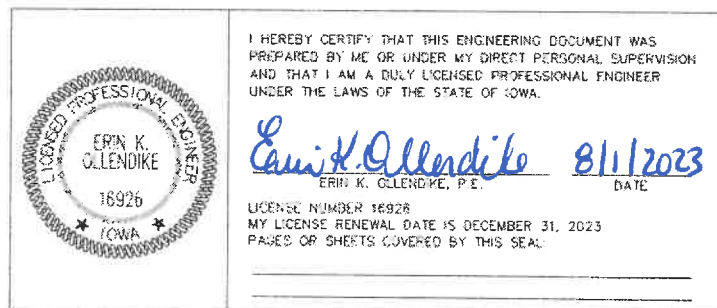 LICENSED PROFESSIONAL ENGINEER
ERIN K.
OLLENDIKE
16926
IOWA
I HEREBY CERTIFY THAT THIS ENGINEERING DOCUMENT WAS
PREPARED BY ME OR UNDER MY DIRECT PERSONAL SUPERVISION
AND THAT I AM A DULY LICENSED PROFESSIONAL ENGINEER
UNDER THE LAWS OF THE STATE OF IOWA.
Erin K. Ollendike 8/1/2023
ERIN K. OLLENDIKE, P.E. DATE
LICENSE NUMBER 16926
MY LICENSE RENEWAL DATE IS DECEMBER 31, 2023
PAGES OR SHEETS COVERED BY THIS SEAL: